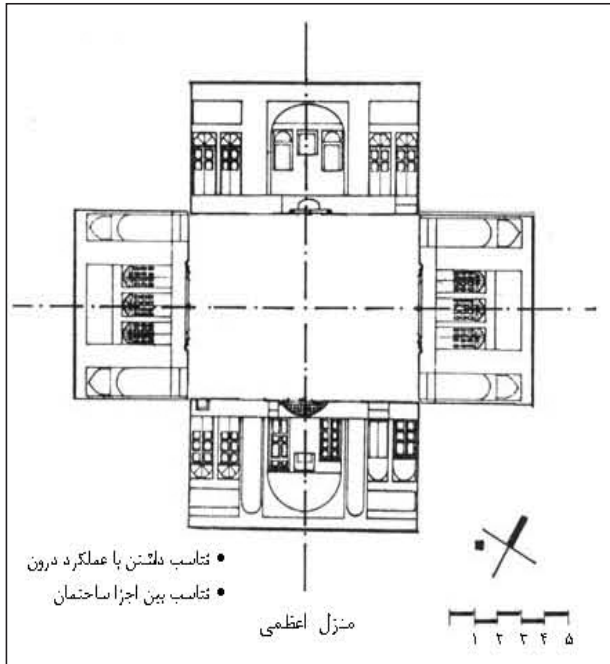 • تناسب داشتن با عملکرد درون
• تناسب بین اجزا ساختمان
منزل اعظمی
۱ ۲ ۳ ۴ ۵